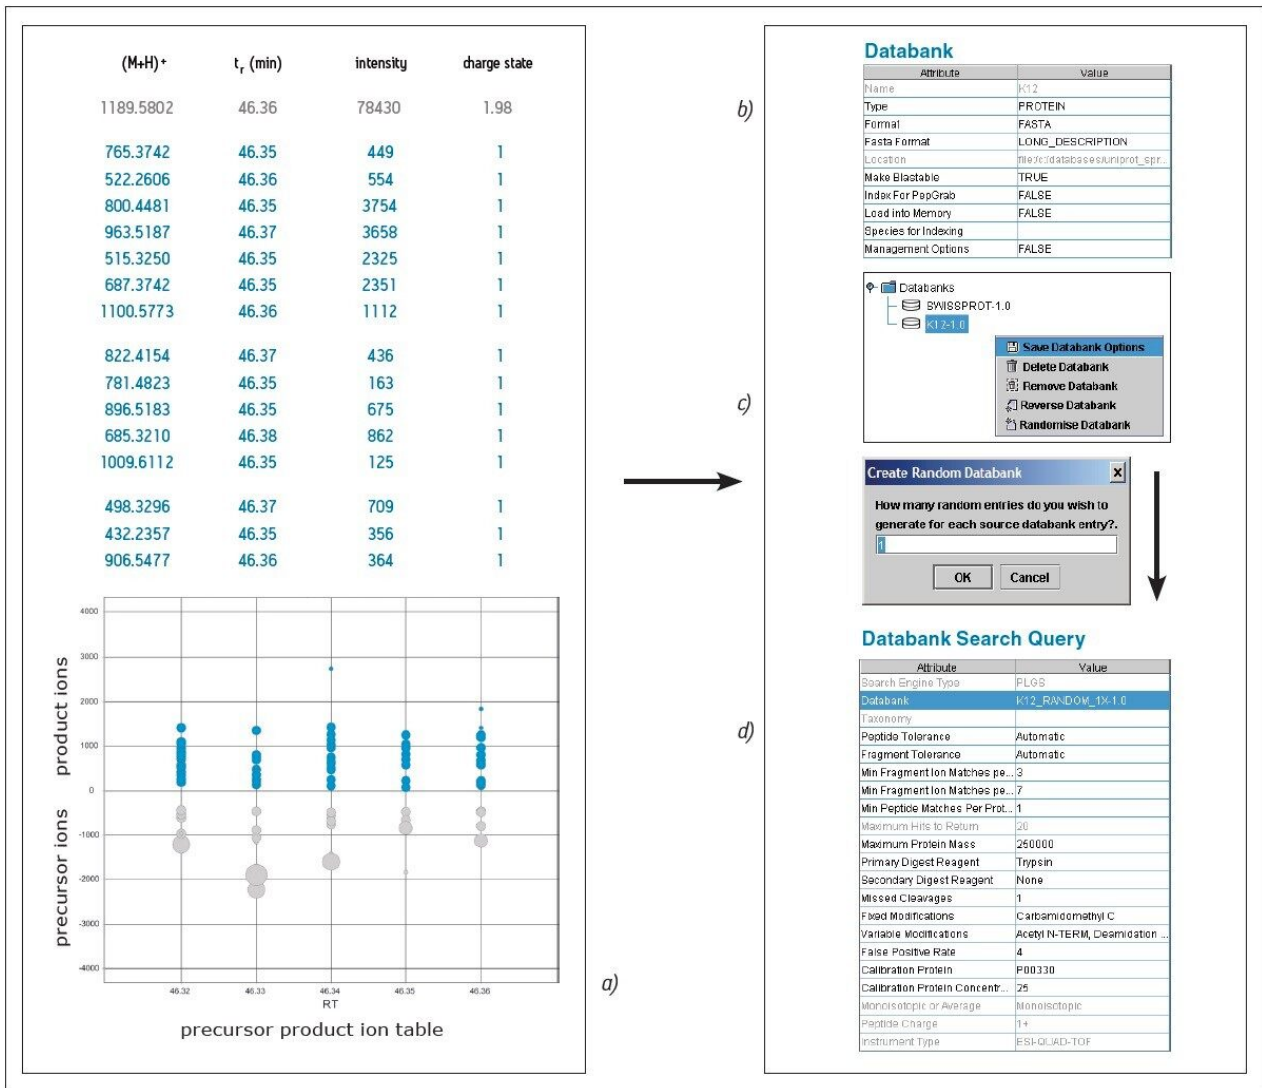 (M+H)+ tr (min) intensity charge state
1189.5802 46.36 78430 1.98
765.3742 46.35 449 1
522.2606 46.36 554 1
800.4481 46.35 3754 1
963.5187 46.37 3658 1
515.3250 46.35 2325 1
687.3742 46.35 2351 1
1100.5773 46.36 1112 1
822.4154 46.37 436 1
781.4823 46.35 163 1
896.5183 46.35 675 1
685.3210 46.38 862 1
1009.6112 46.35 125 1
498.3296 46.37 709 1
432.2357 46.35 356 1
906.5477 46.36 364 1
product ions
precursor ions
4000
3000
2000
1000
0
-1000
-2000
-3000
-4000
46.32 46.33 46.34 46.35 46.36
RT
precursor product ion table
a)
b)
Databank
Attribute Value
Name K12
Type PROTEIN
Format FASTA
Fasta Format LONG_DESCRIPTION
Location file:/c:/databases/uniprot_spr...
Make Blastable TRUE
Index For PepGrab FALSE
Load into Memory FALSE
Species for Indexing
Management Options FALSE
c)
Databanks
SWISSPROT-1.0
K12-1.0
Save Databank Options
Delete Databank
Remove Databank
Reverse Databank
Randomise Databank
Create Random Databank
How many random entries do you wish to
generate for each source databank entry?.
1
OK Cancel
d)
Databank Search Query
Attribute Value
Search Engine Type PLGS
Databank K12_RANDOM_1X-1.0
Taxonomy
Peptide Tolerance Automatic
Fragment Tolerance Automatic
Min Fragment Ion Matches pe... 3
Min Fragment Ion Matches pe... 7
Min Peptide Matches Per Prot... 1
Maximum Hits to Return 20
Maximum Protein Mass 250000
Primary Digest Reagent Trypsin
Secondary Digest Reagent None
Missed Cleavages 1
Fixed Modifications Carbamidomethyl C
Variable Modifications Acetyl N-TERM, Deamidation ...
False Positive Rate 4
Calibration Protein P00330
Calibration Protein Concentr... 25
Monoisotopic or Average Monoisotopic
Peptide Charge 1+
Instrument Type ESI-QUAD-TOF